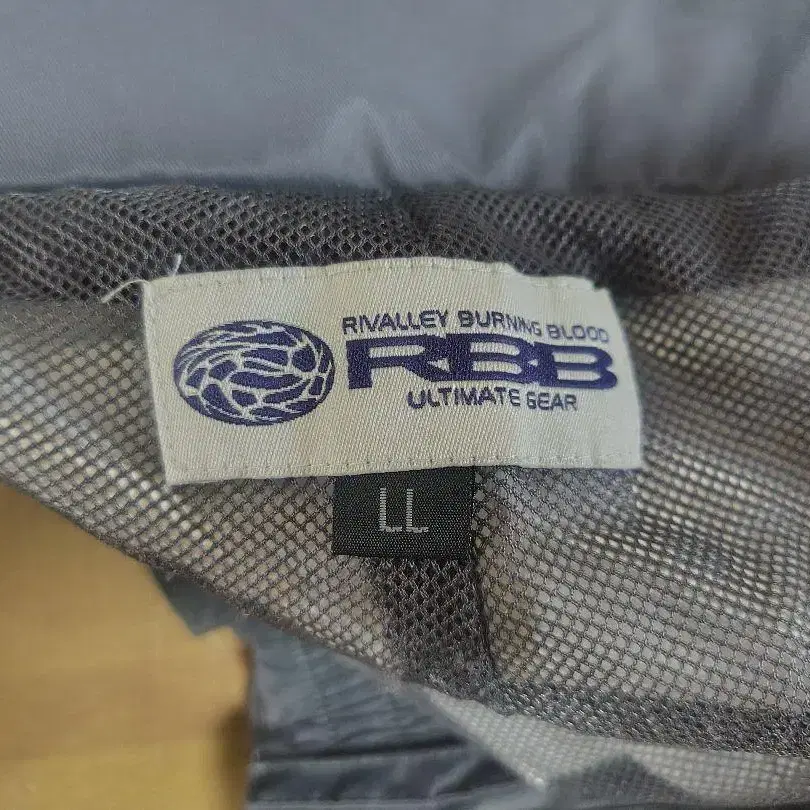 RIVALLEY BURNING BLOOD
RBB
ULTIMATE GEAR
LL